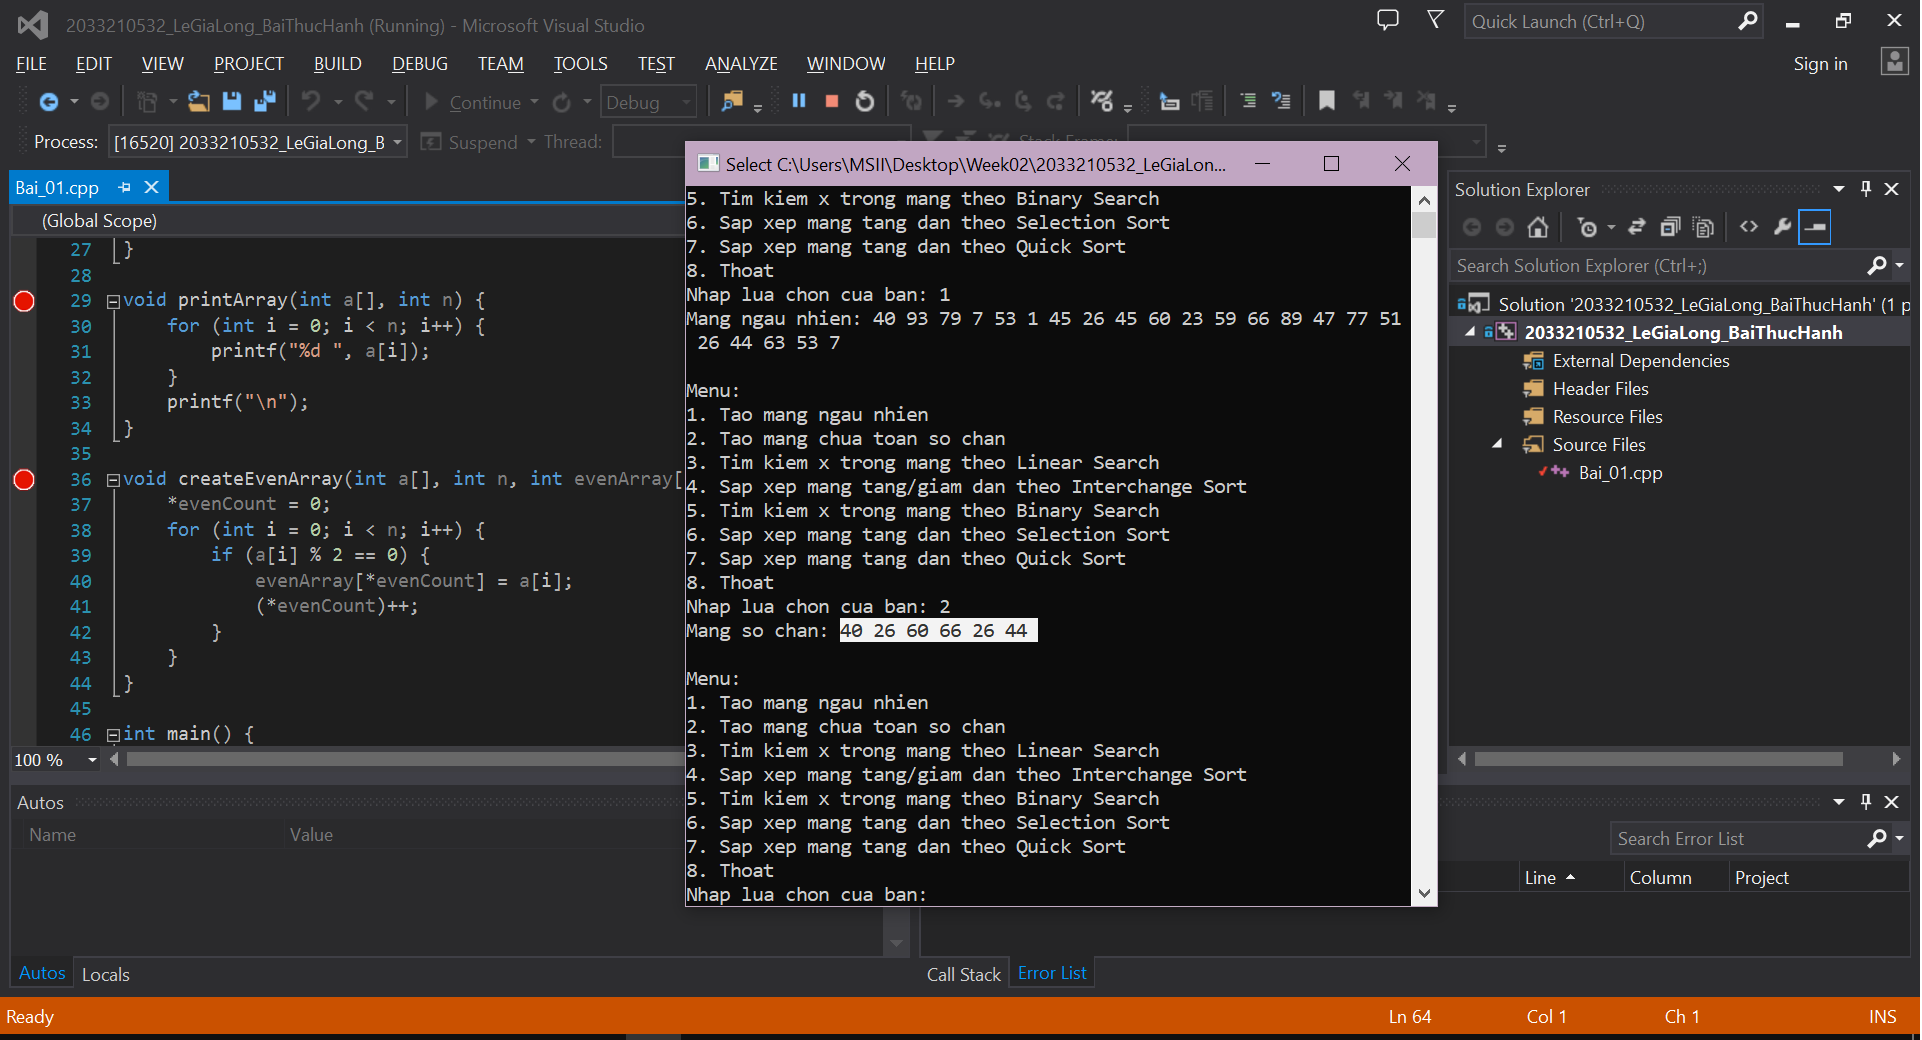 2033210532_LeGiaLong_BaiThucHanh (Running) - Microsoft Visual Studio
Quick Launch (Ctrl+Q)
FILE EDIT VIEW PROJECT BUILD DEBUG TEAM TOOLS TEST ANALYZE WINDOW HELP
Sign in
Continue Debug
Process: [16520] 2033210532_LeGiaLong_B Suspend Thread: Stack Frame:
Bai_01.cpp
(Global Scope)
27 }
28
29 void printArray(int a[], int n) {
30 for (int i = 0; i < n; i++) {
31 printf("%d ", a[i]);
32 }
33 printf("\n");
34 }
35
36 void createEvenArray(int a[], int n, int evenArray[
37 *evenCount = 0;
38 for (int i = 0; i < n; i++) {
39 if (a[i] % 2 == 0) {
40 evenArray[*evenCount] = a[i];
41 (*evenCount)++;
42 }
43 }
44 }
45
46 int main() {
100 %
Select C:\Users\MSII\Desktop\Week02\2033210532_LeGiaLon...
5. Tim kiem x trong mang theo Binary Search
6. Sap xep mang tang dan theo Selection Sort
7. Sap xep mang tang dan theo Quick Sort
8. Thoat
Nhap lua chon cua ban: 1
Mang ngau nhien: 40 93 79 7 53 1 45 26 45 60 23 59 66 89 47 77 51
26 44 63 53 7
Menu:
1. Tao mang ngau nhien
2. Tao mang chua toan so chan
3. Tim kiem x trong mang theo Linear Search
4. Sap xep mang tang/giam dan theo Interchange Sort
5. Tim kiem x trong mang theo Binary Search
6. Sap xep mang tang dan theo Selection Sort
7. Sap xep mang tang dan theo Quick Sort
8. Thoat
Nhap lua chon cua ban: 2
Mang so chan: 40 26 60 66 26 44
Menu:
1. Tao mang ngau nhien
2. Tao mang chua toan so chan
3. Tim kiem x trong mang theo Linear Search
4. Sap xep mang tang/giam dan theo Interchange Sort
5. Tim kiem x trong mang theo Binary Search
6. Sap xep mang tang dan theo Selection Sort
7. Sap xep mang tang dan theo Quick Sort
8. Thoat
Nhap lua chon cua ban:
Solution Explorer
Search Solution Explorer (Ctrl+;)
Solution '2033210532_LeGiaLong_BaiThucHanh' (1 p
2033210532_LeGiaLong_BaiThucHanh
External Dependencies
Header Files
Resource Files
Source Files
Bai_01.cpp
Autos
Name Value
Autos Locals
Search Error List
Line Column Project
Call Stack Error List
Ready Ln 64 Col 1 Ch 1 INS